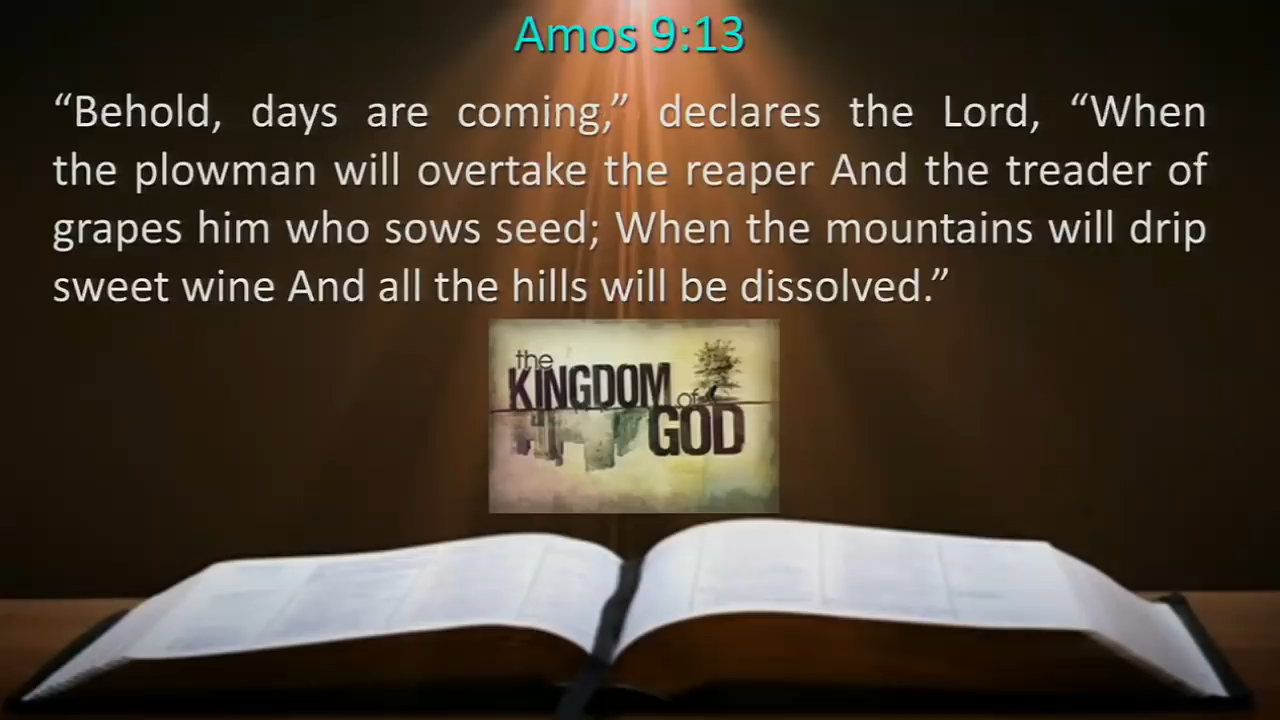 Amos 9:13
“Behold, days are coming,” declares the Lord, “When
the plowman will overtake the reaper And the treader of
grapes him who sows seed; When the mountains will drip
sweet wine And all the hills will be dissolved.”
the
KINGDOM of
GOD